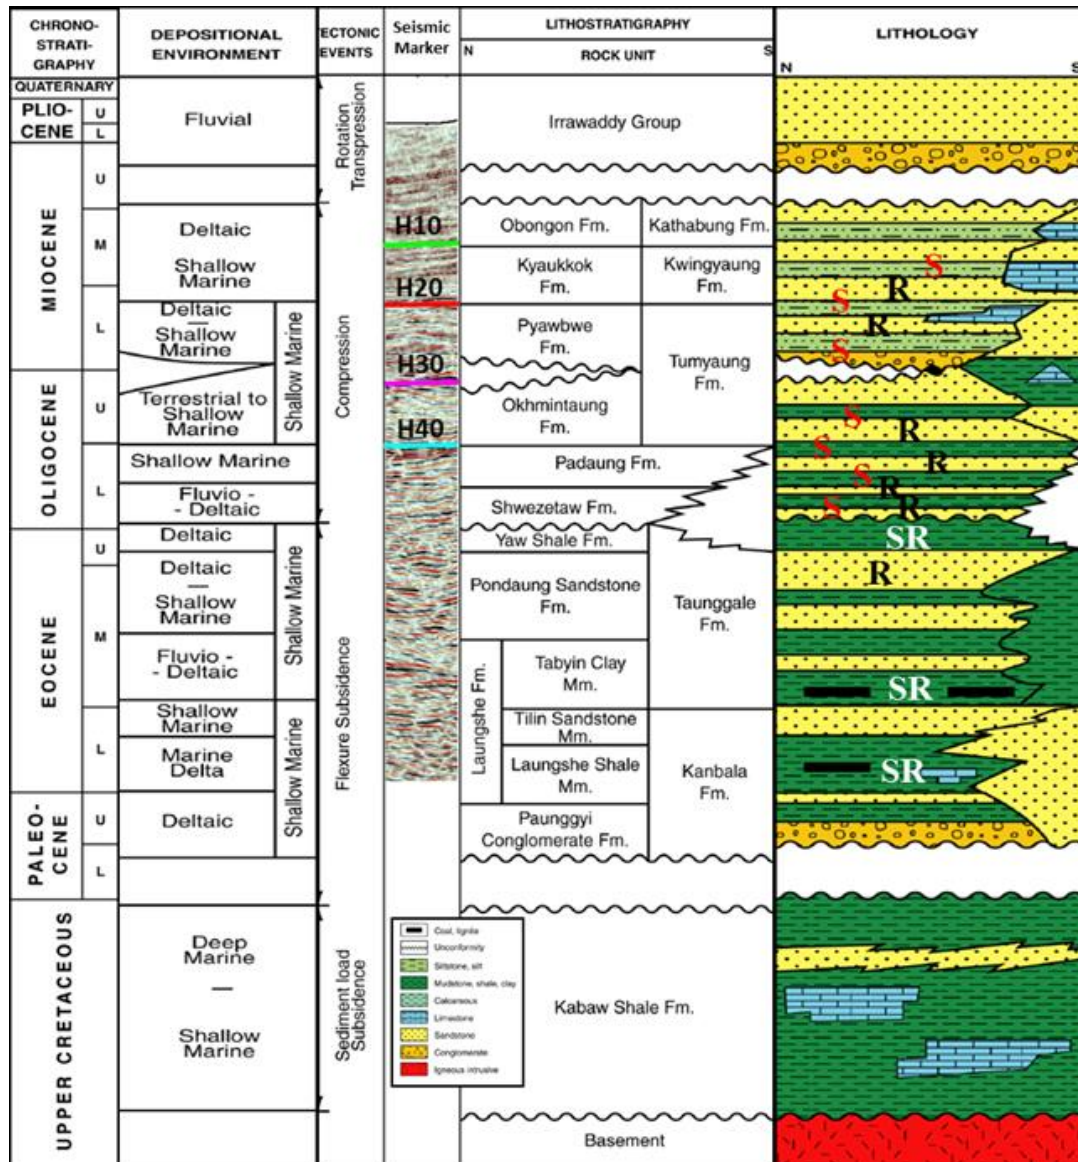 CHRONO-
STRATI-
GRAPHY
DEPOSITIONAL
ENVIRONMENT
TECTONIC
EVENTS
Seismic
Marker
LITHOSTRATIGRAPHY
N
ROCK UNIT
S
LITHOLOGY
N
S
QUATERNARY
PLIO-
CENE
U
L
MIOCENE
U
M
L
OLIGOCENE
U
L
EOCENE
U
M
L
PALEO-
CENE
U
L
UPPER CRETACEOUS
Fluvial
Deltaic
Shallow
Marine
Deltaic
—
Shallow
Marine
Shallow Marine
Terrestrial to
Shallow
Marine
Shallow Marine
Fluvio -
- Deltaic
Deltaic
Deltaic
—
Shallow
Marine
Shallow Marine
Fluvio -
- Deltaic
Shallow
Marine
Marine
Delta
Shallow Marine
Deltaic
Deep
Marine
—
Shallow
Marine
Rotation
Transpression
Compression
Flexure Subsidence
Sediment load
Subsidence
H10
H20
H30
H40
Irrawaddy Group
Obongon Fm.
Kathabung Fm.
Kyaukkok
Fm.
Kwingyaung
Fm.
Pyawbwe
Fm.
Tumyaung
Fm.
Okhmintaung
Fm.
Padaung Fm.
Shwezetaw Fm.
Yaw Shale Fm.
Pondaung Sandstone
Fm.
Taunggale
Fm.
Laungshe Fm.
Tabyin Clay
Mm.
Tilin Sandstone
Mm.
Laungshe Shale
Mm.
Kanbala
Fm.
Paunggyi
Conglomerate Fm.
Kabaw Shale Fm.
Basement
Coal, lignite
Unconformity
Siltstone, silt
Mudstone, shale, clay
Calcareous
Limestone
Sandstone
Conglomerate
Igneous intrusive
S
R
S
R
S
S
R
S
R
S
R
S
R
SR
R
SR
SR